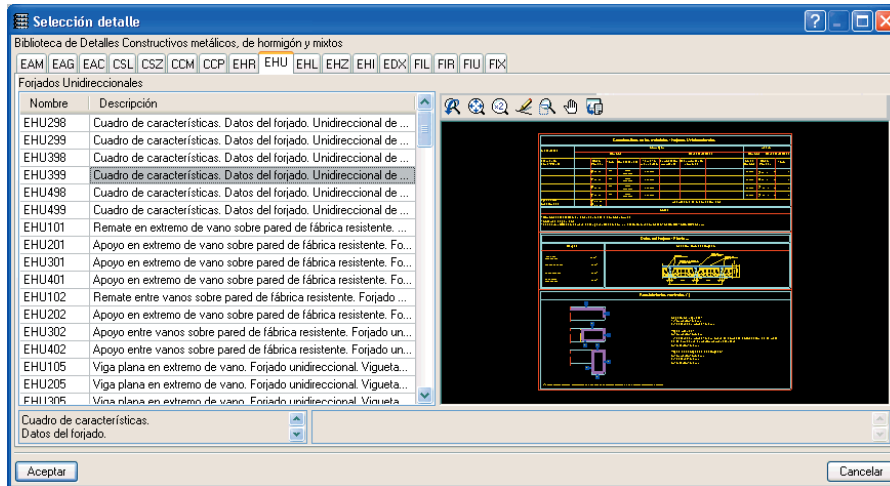 Selección detalle
Biblioteca de Detalles Constructivos metálicos, de hormigón y mixtos
EAM EAG EAC CSL CSZ CCM CCP EHR EHU EHL EHZ EHI EDX FIL FIR FIU FIX
Forjados Unidireccionales
Nombre Descripción
EHU298 Cuadro de características. Datos del forjado. Unidireccional de ...
EHU299 Cuadro de características. Datos del forjado. Unidireccional de ...
EHU398 Cuadro de características. Datos del forjado. Unidireccional de ...
EHU399 Cuadro de características. Datos del forjado. Unidireccional de ...
EHU498 Cuadro de características. Datos del forjado. Unidireccional de ...
EHU499 Cuadro de características. Datos del forjado. Unidireccional de ...
EHU101 Remate en extremo de vano sobre pared de fábrica resistente. ...
EHU201 Apoyo en extremo de vano sobre pared de fábrica resistente. Fo...
EHU301 Apoyo en extremo de vano sobre pared de fábrica resistente. Fo...
EHU401 Apoyo en extremo de vano sobre pared de fábrica resistente. Fo...
EHU102 Remate entre vanos sobre pared de fábrica resistente. Forjado ...
EHU202 Apoyo en extremo de vano sobre pared de fábrica resistente. Fo...
EHU302 Apoyo entre vanos sobre pared de fábrica resistente. Forjado un...
EHU402 Apoyo entre vanos sobre pared de fábrica resistente. Forjado un...
EHU105 Viga plana en extremo de vano. Forjado unidireccional. Vigueta...
EHU205 Viga plana en extremo de vano. Forjado unidireccional. Vigueta...
EHU305 Viga plana en extremo de vano. Forjado unidireccional. Vigueta...
Cuadro de características.
Datos del forjado.
Aceptar
Cancelar